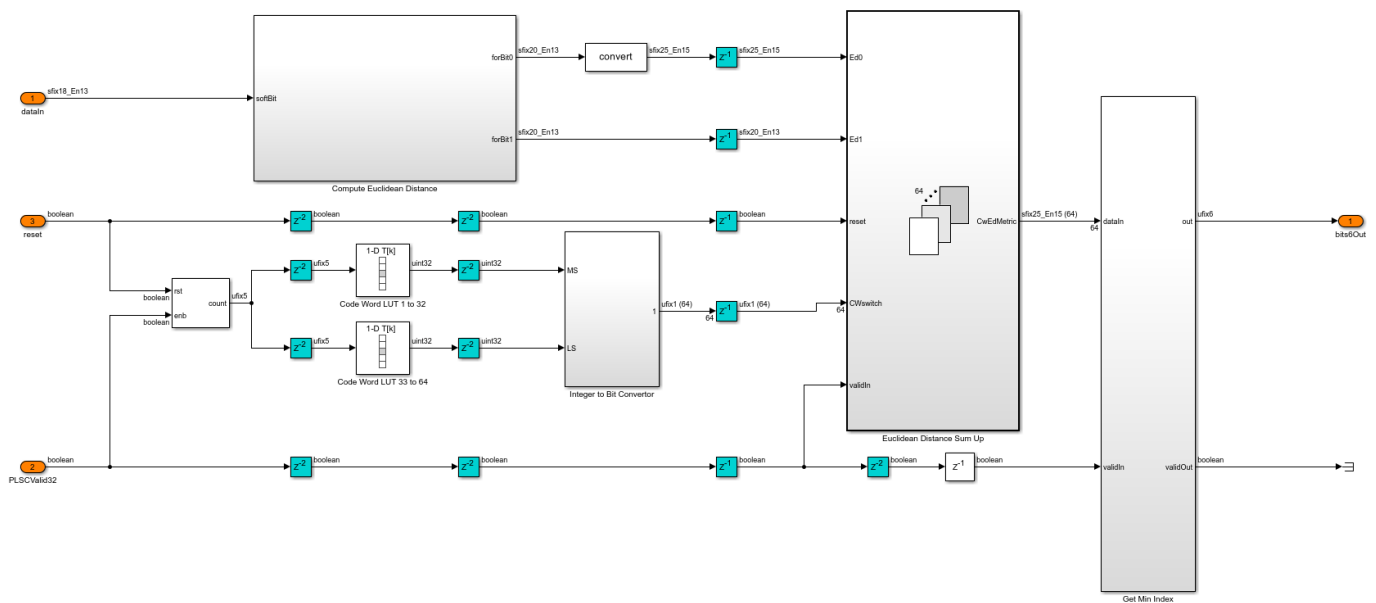 sfix20_En13
sfix25_En15
sfix25_En15
forBit0
convert
z-1
Ed0
1
sfix18_En13
dataIn
softBit
sfix20_En13
sfix20_En13
forBit1
z-1
Ed1
Compute Euclidean Distance
64
3
boolean
reset
z-2
boolean
z-2
boolean
z-1
boolean
reset
CwEdMetric
sfix25_En15 (64)
64
dataIn
out
ufix6
1
bits6Out
1-D T[k]
z-2
ufix5
uint32
z-2
uint32
MS
Code Word LUT 1 to 32
rst
boolean
enb
boolean
count
ufix5
ufix1 (64)
64
1
z-1
ufix1 (64)
64
CWswitch
1-D T[k]
z-2
ufix5
uint32
z-2
uint32
LS
Code Word LUT 33 to 64
Integer to Bit Convertor
validIn
Euclidean Distance Sum Up
2
boolean
PLSCValid32
z-2
boolean
z-2
boolean
z-1
boolean
z-2
boolean
z-1
boolean
validIn
validOut
boolean
Get Min Index